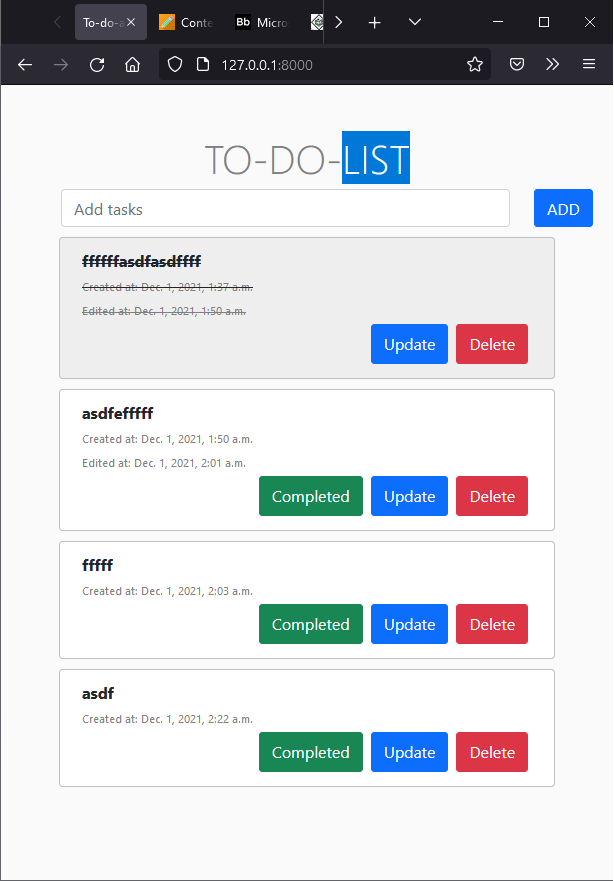 To-do-a
Conte
Bb Micro
127.0.0.1:8000
TO-DO-LIST
Add tasks
ADD
ffffffasdfasdffff
Created at: Dec. 1, 2021, 1:37 a.m.
Edited at: Dec. 1, 2021, 1:50 a.m.
Update Delete
asdfefffff
Created at: Dec. 1, 2021, 1:50 a.m.
Edited at: Dec. 1, 2021, 2:01 a.m.
Completed Update Delete
fffff
Created at: Dec. 1, 2021, 2:03 a.m.
Completed Update Delete
asdf
Created at: Dec. 1, 2021, 2:22 a.m.
Completed Update Delete